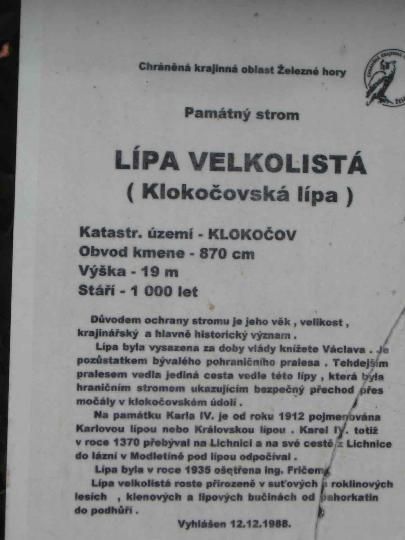 Chráněná krajinná oblast Železné hory
Památný strom
LÍPA VELKOLISTÁ
( Klokočovská lípa )
Katastr. území - KLOKOČOV
Obvod kmene - 870 cm
Výška - 19 m
Stáří - 1 000 let
Důvodem ochrany stromu je jeho věk , velikost ,
krajinářský a hlavně historický význam .
Lípa byla vysazena za doby vlády knížete Václava . Je
pozůstatkem bývalého pohraničního pralesa . Tehdejším
pralesem vedla jediná cesta vedle této lípy , která byla
hraničním stromem ukazujícím bezpečný přechod přes
močály v klokočovském údolí .
Na památku Karla IV. je od roku 1912 pojmenována
Karlovou lípou nebo Královskou lípou . Karel IV. totiž
v roce 1370 přebýval na Lichnici a na své cestě z Lichnice
do lázní v Modletíně pod lípou odpočíval .
Lípa byla v roce 1935 ošetřena Ing. Fričem.
Lípa velkolistá roste přirozeně v suťových a roklinových
lesích , klenových a lipových bučinách od pahorkatin
do podhůří .
Vyhlášen 12.12.1988.